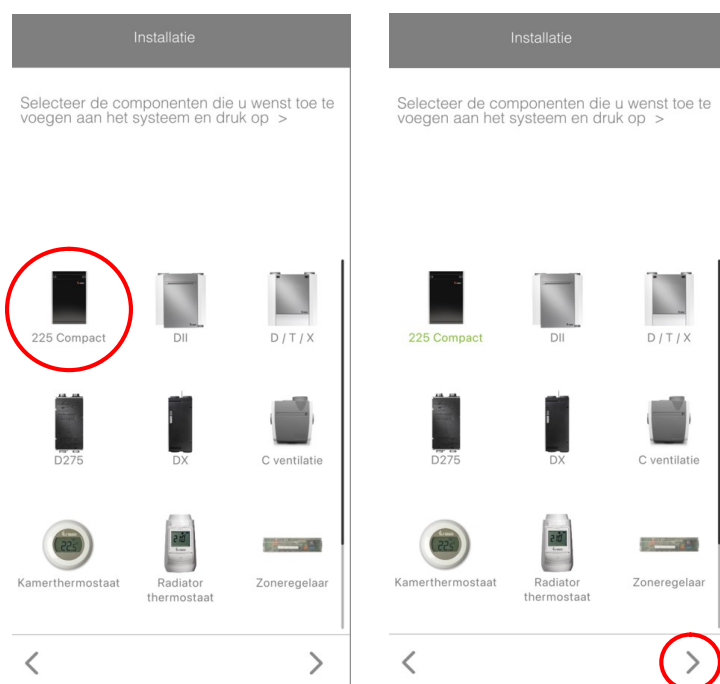 Installatie
Selecteer de componenten die u wenst toe te
voegen aan het systeem en druk op >
225 Compact
DII
D / T / X
D275
DX
C ventilatie
Kamerthermostaat
Radiator
thermostaat
Zoneregelaar
<
>
Installatie
Selecteer de componenten die u wenst toe te
voegen aan het systeem en druk op >
225 Compact
DII
D / T / X
D275
DX
C ventilatie
Kamerthermostaat
Radiator
thermostaat
Zoneregelaar
<
>